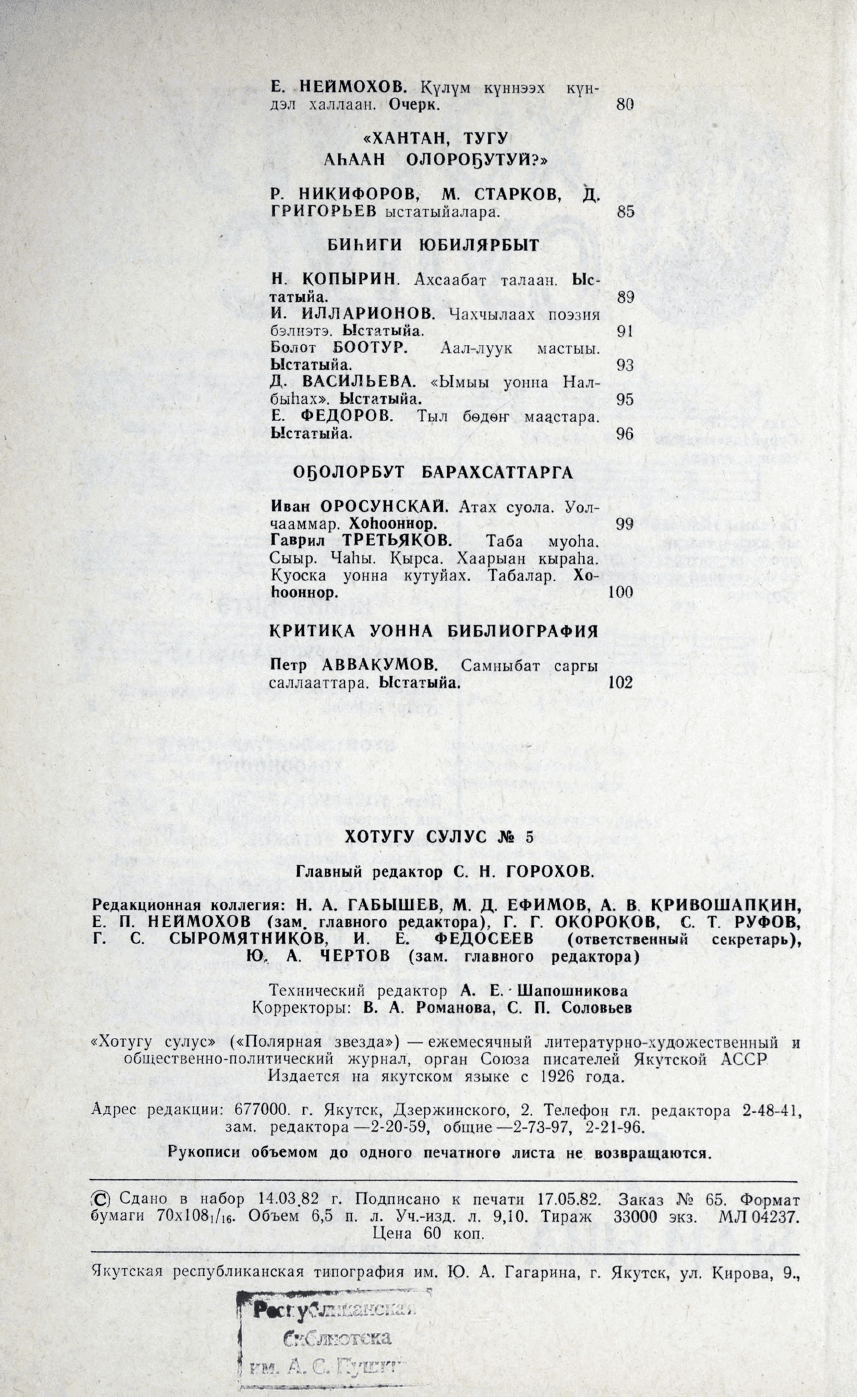 Е. НЕЙМОХОВ. Күлүм күннээх күн-
дэл халлаан. Очерк. 80
«ХАНТАН, ТУГУ
АҺААН ОЛОРОҔУТУЙ?»
Р. НИКИФОРОВ, М. СТАРКОВ, Д.
ГРИГОРЬЕВ ыстатыйалара. 85
БИҺИГИ ЮБИЛЯРБЫТ
Н. КОПЫРИН. Ахсаабат талаан. Ыс-
татыйа. 89
И. ИЛЛАРИОНОВ. Чахчылаах поэзия
бэлиэтэ. Ыстатыйа. 91
Болот БООТУР. Аал-луук мастыы.
Ыстатыйа. 93
Д. ВАСИЛЬЕВА. «Ымыы уонна Нал-
быһах». Ыстатыйа. 95
Е. ФЕДОРОВ. Тыл бөдөҥ маастара.
Ыстатыйа. 96
ОҔОЛОРБУТ БАРАХСАТТАРГА
Иван ОРОСУНСКАЙ. Атах суола. Уол-
чааммар. Хоһооннор. 99
Гаврил ТРЕТЬЯКОВ. Таба муоһа.
Сыыр. Чаһы. Кырса. Хаарыан кыраһа.
Куоска уонна кутуйах. Табалар. Хо-
һооннор. 100
КРИТИКА УОННА БИБЛИОГРАФИЯ
Петр АВВАКУМОВ. Самныбат саргы
саллааттара. Ыстатыйа. 102
ХОТУГУ СУЛУС № 5
Главный редактор С. Н. ГОРОХОВ.
Редакционная коллегия: Н. А. ГАБЫШЕВ, М. Д. ЕФИМОВ, А. В. КРИВОШАПКИН,
Е. П. НЕЙМОХОВ (зам. главного редактора), Г. Г. ОКОРОКОВ, С. Т. РУФОВ,
Г. С. СЫРОМЯТНИКОВ, И. Е. ФЕДОСЕЕВ (ответственный секретарь),
Ю. А. ЧЕРТОВ (зам. главного редактора)
Технический редактор А. Е. Шапошникова
Корректоры: В. А. Романова, С. П. Соловьев
«Хотугу сулус» («Полярная звезда») — ежемесячный литературно-художественный и
общественно-политический журнал, орган Союза писателей Якутской АССР
Издается на якутском языке с 1926 года.
Адрес редакции: 677000. г. Якутск, Дзержинского, 2. Телефон гл. редактора 2-48-41,
зам. редактора — 2-20-59, общие — 2-73-97, 2-21-96.
Рукописи объемом до одного печатного листа не возвращаются.
© Сдано в набор 14.03.82 г. Подписано к печати 17.05.82. Заказ № 65. Формат
бумаги 70х108 1/16. Объем 6,5 п. л. Уч.-изд. л. 9,10. Тираж 33000 экз. МЛ 04237.
Цена 60 коп.
Якутская республиканская типография им. Ю. А. Гагарина, г. Якутск, ул. Кирова, 9.,
Республиканская
библиотека
им. А. С.